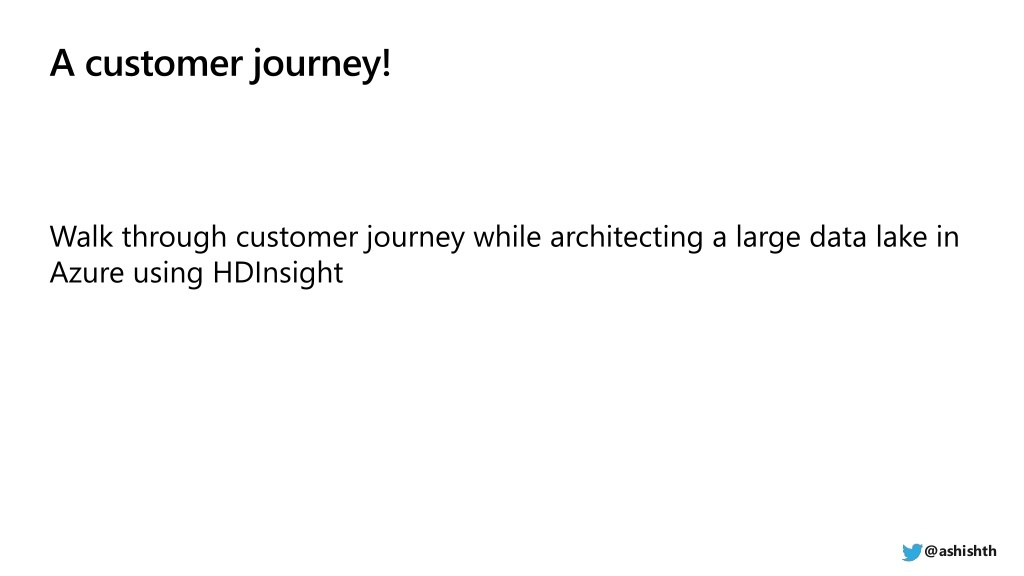 A customer journey!
Walk through customer journey while architecting a large data lake in
Azure using HDInsight
@ashishth